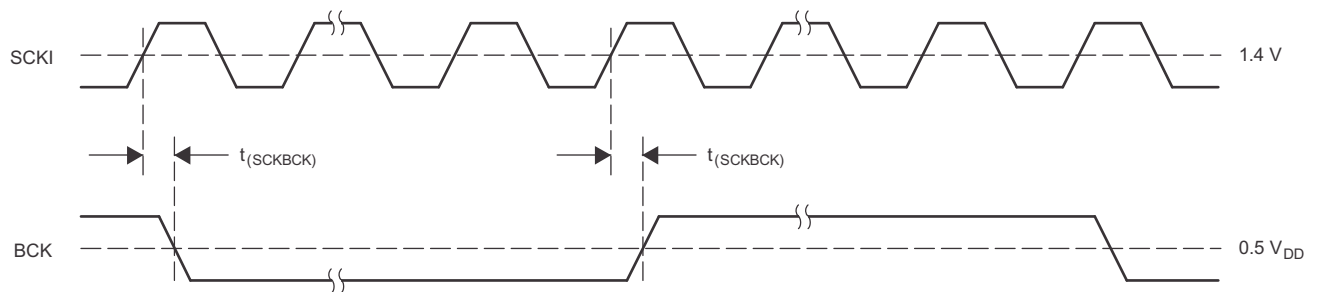 SCKI
1.4 V
t(SCKBCK)
t(SCKBCK)
BCK
0.5 VDD